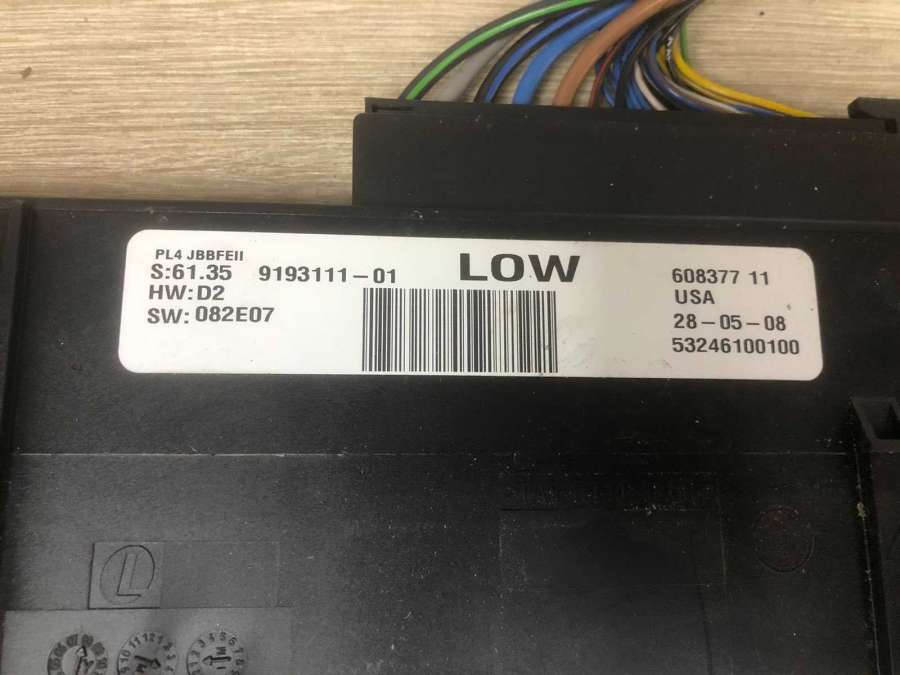 PL4 JBBFEII
S:61.35 9193111-01
HW:D2
SW:082E07
LOW
608377 11
USA
28-05-08
53246100100
L